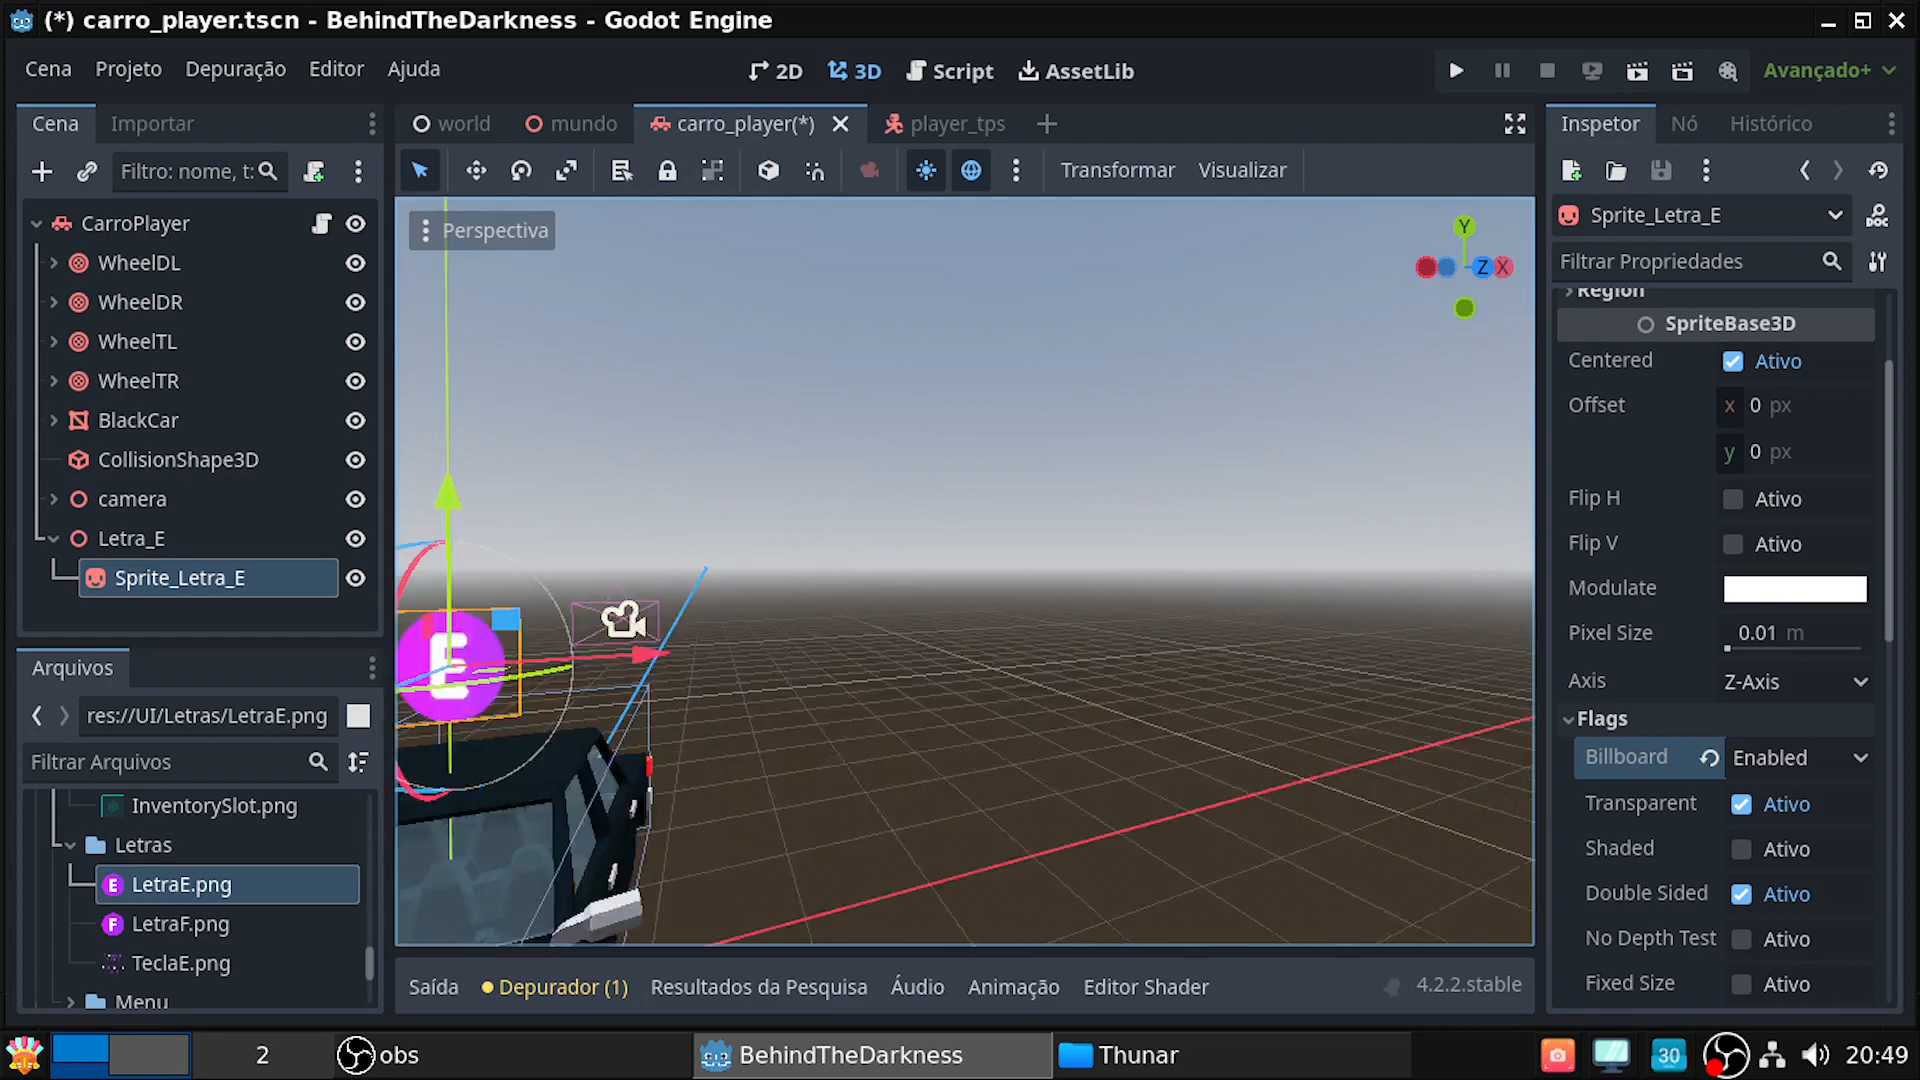 (*) carro_player.tscn - BehindTheDarkness - Godot Engine
Cena Projeto Depuração Editor Ajuda
2D 3D Script AssetLib
Avançado+
Cena Importar
world mundo carro_player(*) player_tps
Inspetor Nó Histórico
Filtro: nome, t:
Transformar Visualizar
CarroPlayer
WheelDL
WheelDR
WheelTL
WheelTR
BlackCar
CollisionShape3D
camera
Letra_E
Sprite_Letra_E
Perspectiva
Y
Z X
E
Arquivos
res://UI/Letras/LetraE.png
Filtrar Arquivos
InventorySlot.png
Letras
E LetraE.png
F LetraF.png
TeclaE.png
Menu
Sprite_Letra_E
DOC
Filtrar Propriedades
Region
SpriteBase3D
Centered Ativo
Offset x 0 px
y 0 px
Flip H Ativo
Flip V Ativo
Modulate
Pixel Size 0.01 m
Axis Z-Axis
Flags
Billboard Enabled
Transparent Ativo
Shaded Ativo
Double Sided Ativo
No Depth Test Ativo
Fixed Size Ativo
Saída Depurador (1) Resultados da Pesquisa Áudio Animação Editor Shader 4.2.2.stable
2 obs BehindTheDarkness Thunar 30 20:49